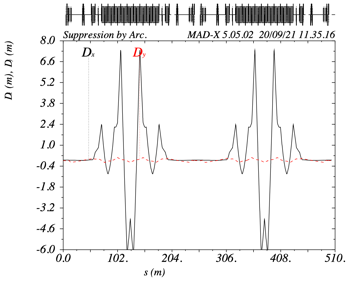 Suppression by Arc. MAD-X 5.05.02 20/09/21 11.35.16
8.0
6.6
5.2
3.8
2.4
1.0
-0.4
-1.8
-3.2
-4.6
-6.0
D (m), D (m)
Dx Dy
0.0 102. 204. 306. 408. 510.
s (m)